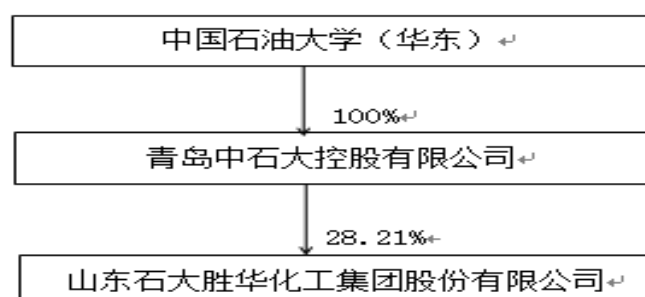 中国石油大学（华东）
100%
青岛中石大控股有限公司
28.21%
山东石大胜华化工集团股份有限公司